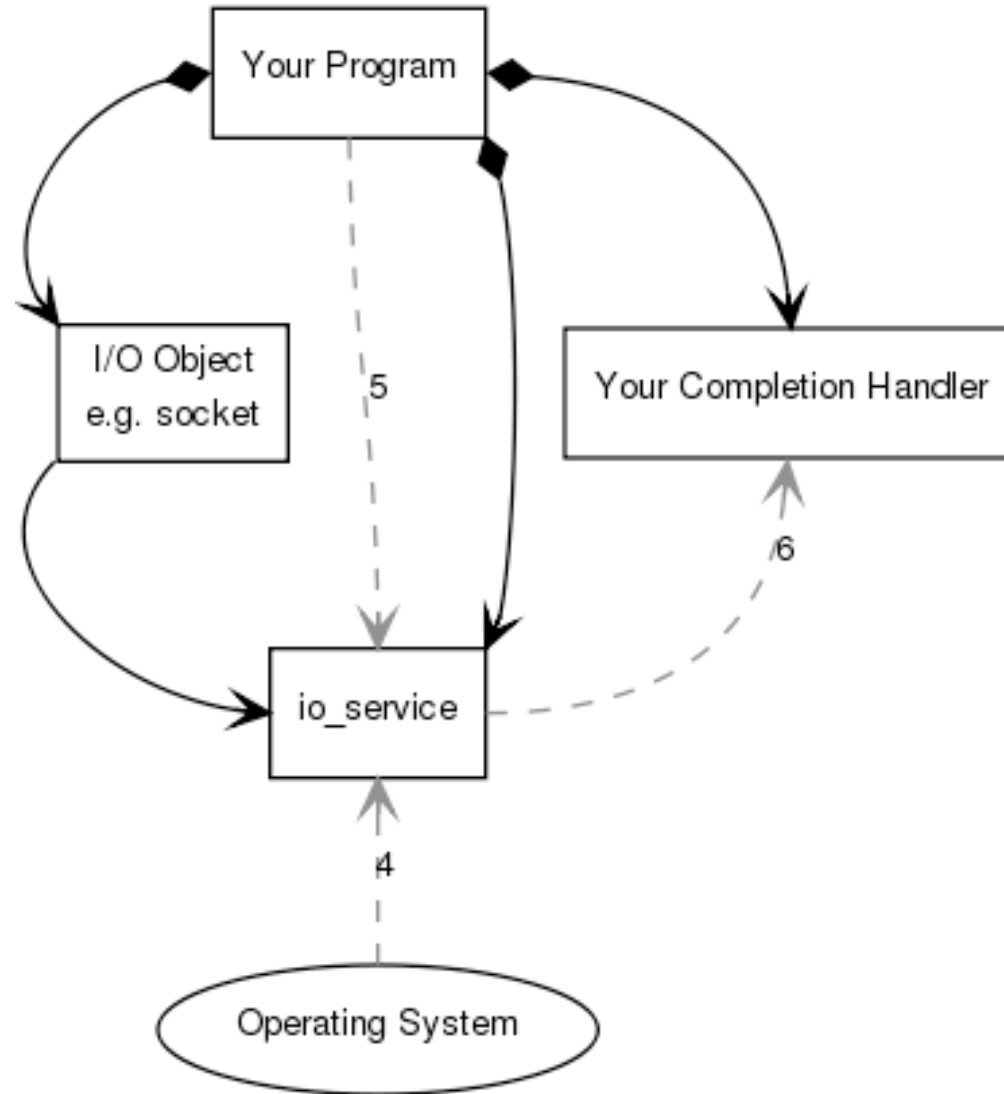 Your Program
I/O Object
e.g. socket
5
Your Completion Handler
6
io_service
4
Operating System